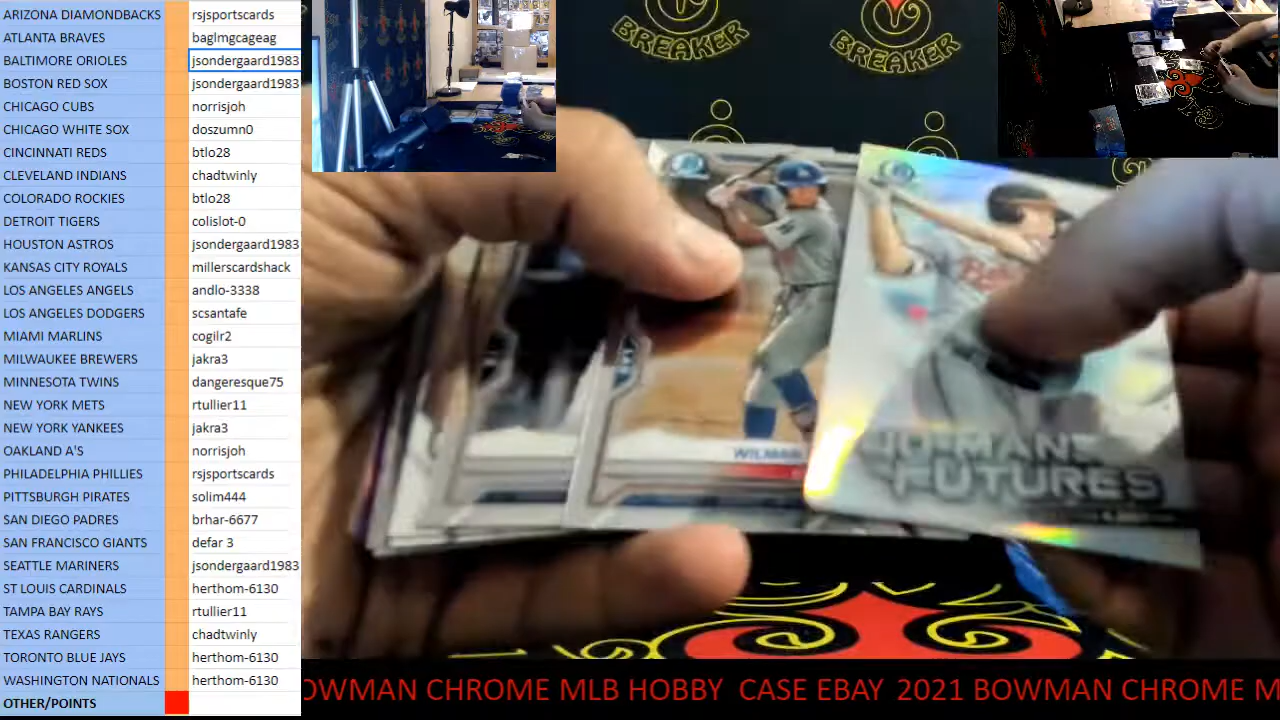 ARIZONA DIAMONDBACKS rsjsportscards
ATLANTA BRAVES baglmgcageag
BALTIMORE ORIOLES jsondergaard1983
BOSTON RED SOX jsondergaard1983
CHICAGO CUBS norrisjoh
CHICAGO WHITE SOX doszumn0
CINCINNATI REDS btlo28
CLEVELAND INDIANS chadtwinly
COLORADO ROCKIES btlo28
DETROIT TIGERS colislot-0
HOUSTON ASTROS jsondergaard1983
KANSAS CITY ROYALS millerscardshack
LOS ANGELES ANGELS andlo-3338
LOS ANGELES DODGERS scsantafe
MIAMI MARLINS cogiir2
MILWAUKEE BREWERS jakra3
MINNESOTA TWINS dangeresque75
NEW YORK METS rtullier11
NEW YORK YANKEES jakra3
OAKLAND A'S norrisjoh
PHILADELPHIA PHILLIES rsjsportscards
PITTSBURGH PIRATES solim444
SAN DIEGO PADRES brhar-6677
SAN FRANCISCO GIANTS defar 3
SEATTLE MARINERS jsondergaard1983
ST LOUIS CARDINALS herthom-6130
TAMPA BAY RAYS rtullier11
TEXAS RANGERS chadtwinly
TORONTO BLUE JAYS herthom-6130
WASHINGTON NATIONALS herthom-6130
OTHER/POINTS
BREAKER
BREAKER
WILMAN
FUTURES
OWMAN CHROME MLB HOBBY CASE EBAY 2021 BOWMAN CHROME M